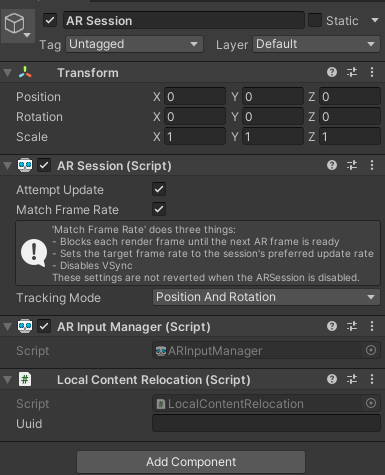 AR Session
Static
Tag Untagged Layer Default
Transform
Position X 0 Y 0 Z 0
Rotation X 0 Y 0 Z 0
Scale X 1 Y 1 Z 1
AR Session (Script)
Attempt Update
Match Frame Rate
'Match Frame Rate' does three things:
- Blocks each render frame until the next AR frame is ready
- Sets the target frame rate to the session's preferred update rate
- Disables VSync
These settings are not reverted when the ARSession is disabled.
Tracking Mode Position And Rotation
AR Input Manager (Script)
Script ARInputManager
Local Content Relocation (Script)
Script LocalContentRelocation
Uuid
Add Component